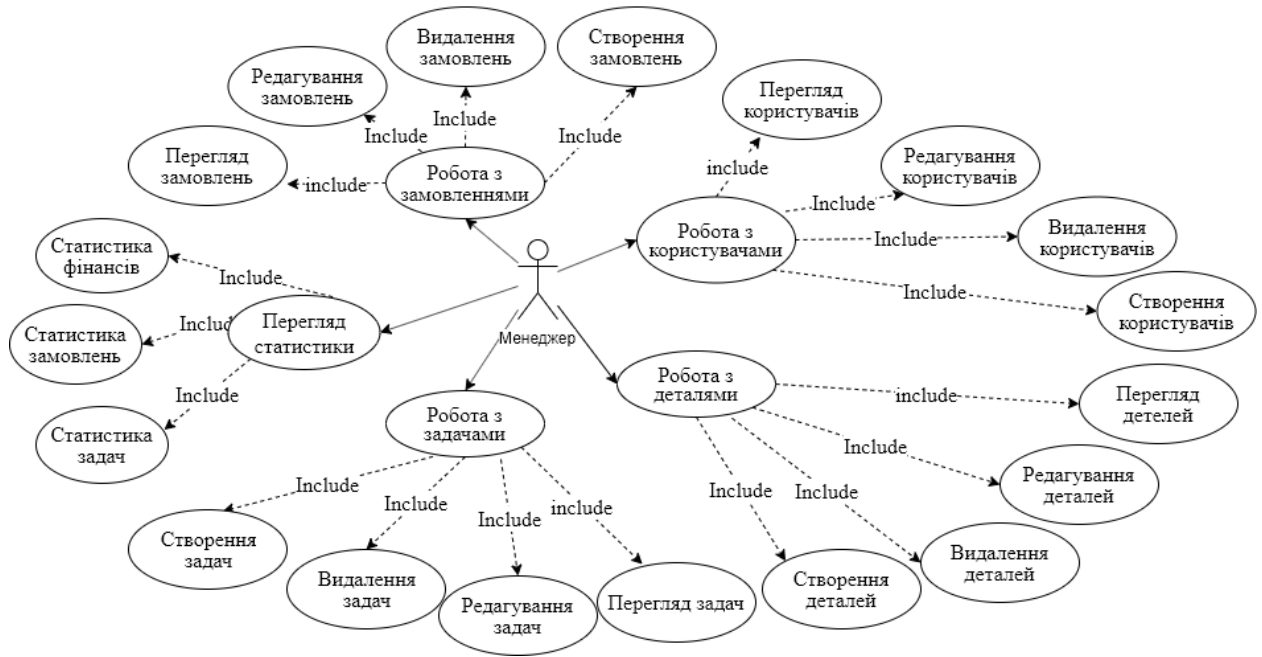 Видалення
замовлень
Створення
замовлень
Редагування
замовлень
Перегляд
користувачів
Include
Include
Include
Перегляд
замовлень
include
Робота з
замовленнями
include
Редагування
користувачів
Include
Робота з
користувачами
Include
Видалення
користувачів
Include
Створення
користувачів
Статистика
фінансів
Include
Статистика
замовлень
Includ
Перегляд
статистики
Менеджер
Include
Статистика
задач
Робота з
задачами
Робота з
деталями
include
Перегляд
детелей
Include
Редагування
деталей
Include
Include
Include
include
Include
Include
Створення
задач
Видалення
задач
Редагування
задач
Перегляд задач
Створення
деталей
Видалення
деталей